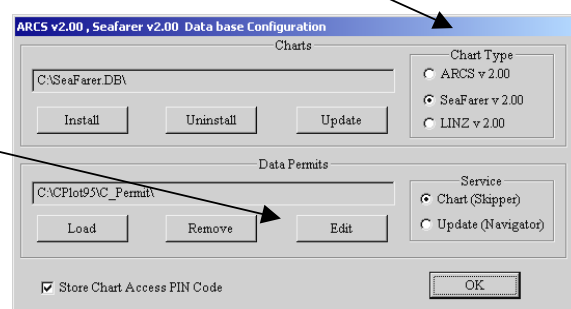 ARCS v2.00 , Seafarer v2.00 Data base Configuration
Charts
C:\SeaFarer.DB\
Install
Uninstall
Update
Chart Type
ARCS v 2.00
SeaFarer v 2.00
LINZ v 2.00
Data Permits
C:\CPlot95\C_Permit\
Load
Remove
Edit
Service
Chart (Skipper)
Update (Navigator)
Store Chart Access PIN Code
OK